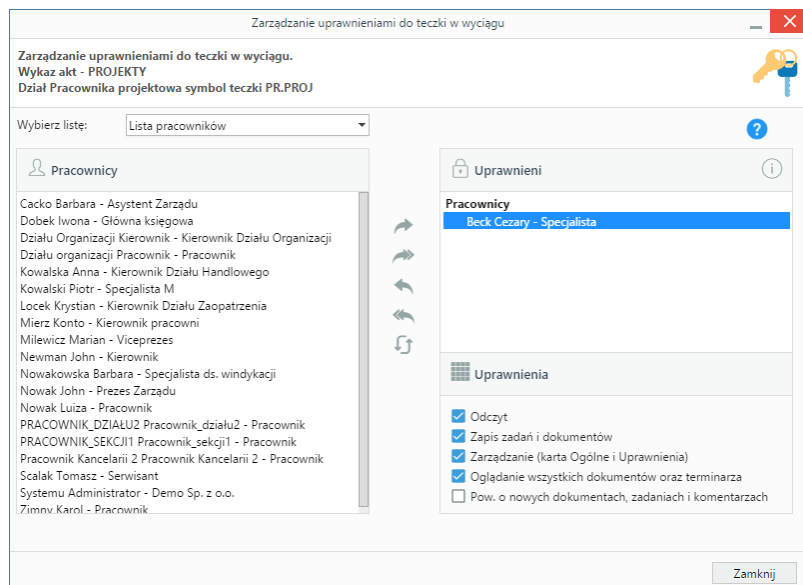 Zarządzanie uprawnieniami do teczki w wyciągu
Zarządzanie uprawnieniami do teczki w wyciągu.
Wykaz akt - PROJEKTY
Dział Pracownika projektowa symbol teczki PR.PROJ
Wybierz listę:
Lista pracowników
Pracownicy
Cacko Barbara - Asystent Zarządu
Dobek Iwona - Główna księgowa
Działu Organizacji Kierownik - Kierownik Działu Organizacji
Działu organizacji Pracownik - Pracownik
Kowalska Anna - Kierownik Działu Handlowego
Kowalski Piotr - Specjalista M
Locek Krystian - Kierownik Działu Zaopatrzenia
Mierz Konto - Kierownik pracowni
Milewicz Marian - Viceprezes
Newman John - Kierownik
Nowakowska Barbara - Specjalista ds. windykacji
Nowak John - Prezes Zarządu
Nowak Luiza - Pracownik
PRACOWNIK_DZIAŁU2 Pracownik_działu2 - Pracownik
PRACOWNIK_SEKCJI1 Pracownik_sekcji1 - Pracownik
Pracownik Kancelarii 2 Pracownik Kancelarii 2 - Pracownik
Scalak Tomasz - Serwisant
Systemu Administrator - Demo Sp. z o.o.
Zimny Karol - Pracownik
Uprawnieni
Pracownicy
Beck Cezary - Specjalista
Uprawnienia
Odczyt
Zapis zadań i dokumentów
Zarządzanie (karta Ogólne i Uprawnienia)
Oglądanie wszystkich dokumentów oraz terminarza
Pow. o nowych dokumentach, zadaniach i komentarzach
Zamknij